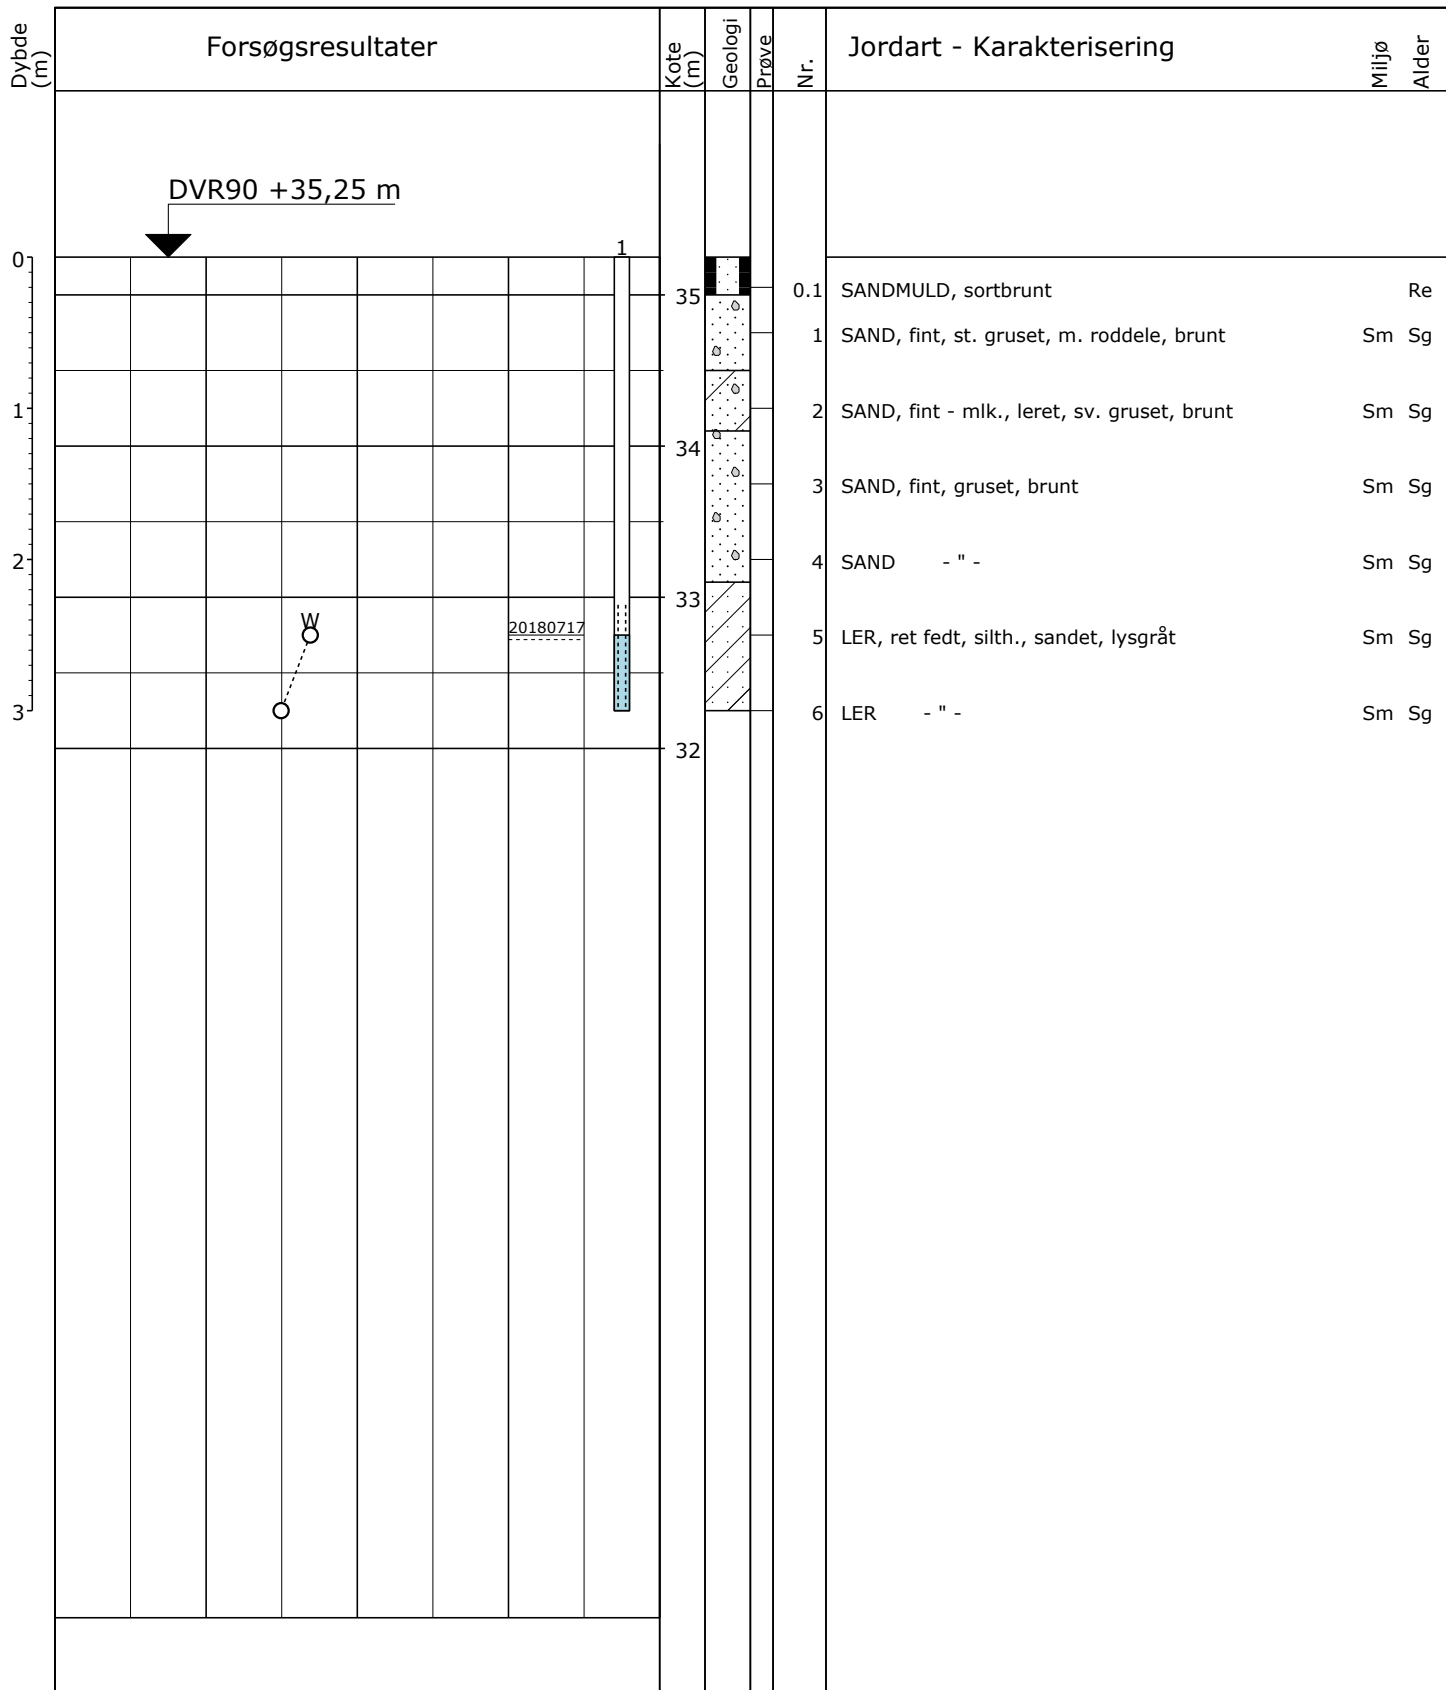 Dybde (m) Forsøgsresultater Kote (m) Geologi Prøve Nr. Jordart - Karakterisering Miljø Alder
DVR90 +35,25 m
1
0
35 0.1 SANDMULD, sortbrunt Re
1 SAND, fint, st. gruset, m. roddele, brunt Sm Sg
1 2 SAND, fint - mlk., leret, sv. gruset, brunt Sm Sg
34
3 SAND, fint, gruset, brunt Sm Sg
2 4 SAND - " - Sm Sg
33
W 20180717 5 LER, ret fedt, silth., sandet, lysgråt Sm Sg
3 6 LER - " - Sm Sg
32